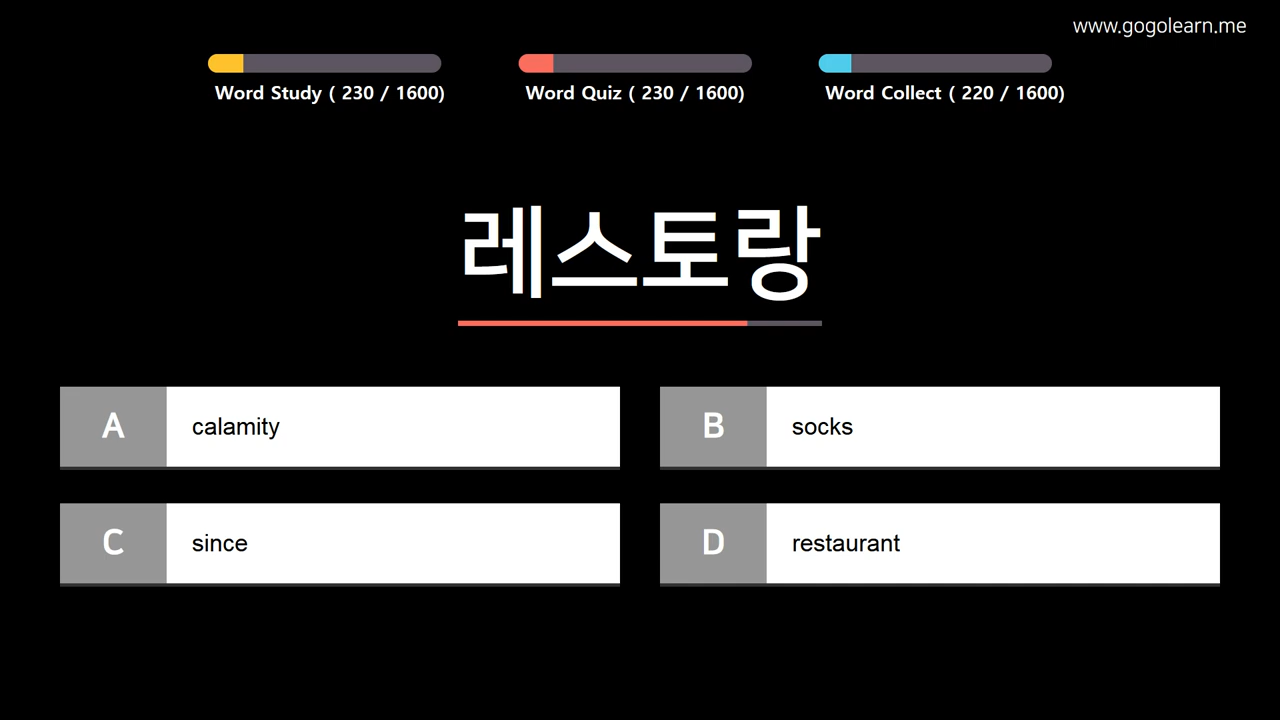 www.gogolearn.me
Word Study ( 230 / 1600)
Word Quiz ( 230 / 1600)
Word Collect ( 220 / 1600)
레스토랑
A calamity
B socks
C since
D restaurant